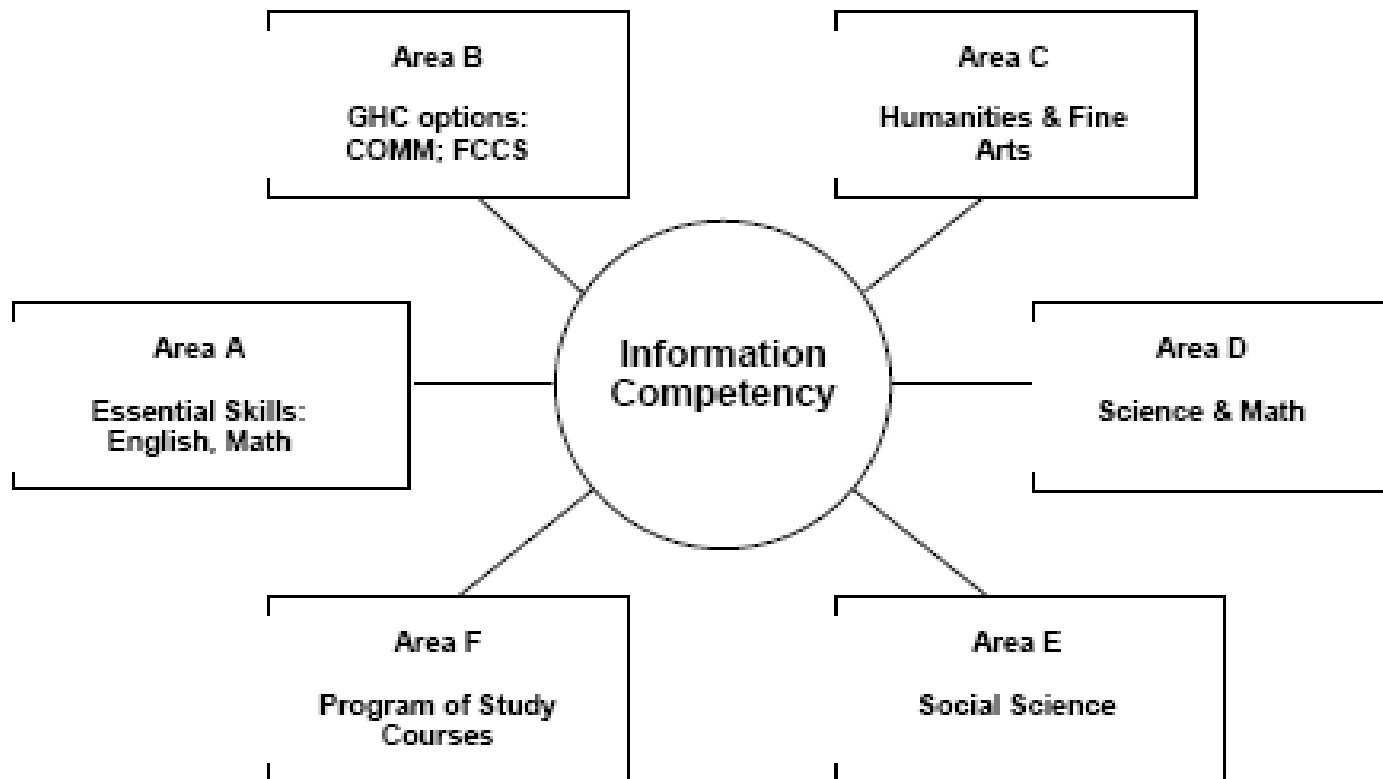 Area B
GHC options:
COMM; FCCS
Area C
Humanities & Fine
Arts
Information
Competency
Area A
Essential Skills:
English, Math
Area D
Science & Math
Area F
Program of Study
Courses
Area E
Social Science